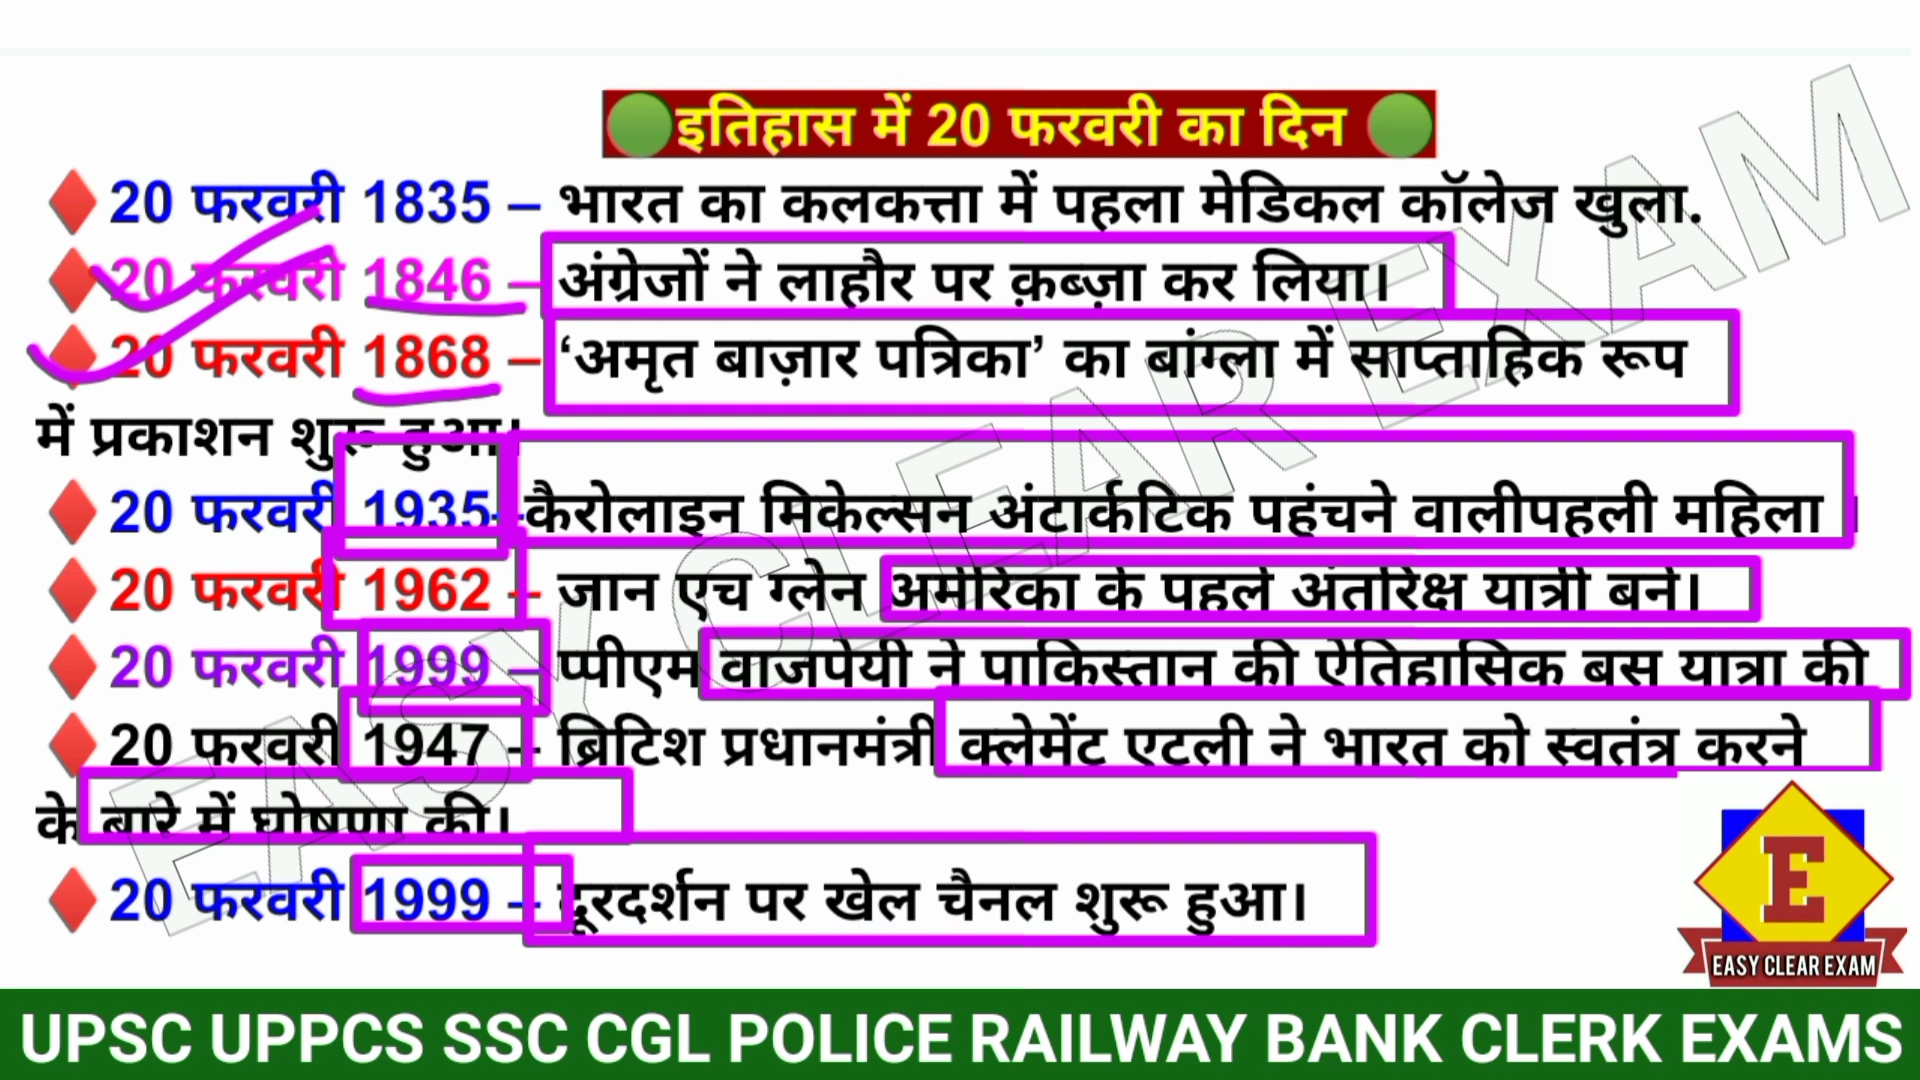 इतिहास में 20 फरवरी का दिन
20 फरवरी 1835 – भारत का कलकत्ता में पहला मेडिकल कॉलेज खुला.
20 फरवरी 1846 – अंग्रेजों ने लाहौर पर क़ब्ज़ा कर लिया।
20 फरवरी 1868 – ‘अमृत बाज़ार पत्रिका’ का बांग्ला में साप्ताहिक रूप
में प्रकाशन शुरू हुआ।
20 फरवरी 1935–कैरोलाइन मिकेल्सन अंटार्कटिक पहुंचने वालीपहली महिला ।
20 फरवरी 1962 – जान एच ग्लेन अमेरिका के पहले अंतरिक्ष यात्री बने।
20 फरवरी 1999 – प्पीएम वाजपेयी ने पाकिस्तान की ऐतिहासिक बस यात्रा की
20 फरवरी 1947 – ब्रिटिश प्रधानमंत्री क्लेमेंट एटली ने भारत को स्वतंत्र करने
के बारे में घोषणा की।
20 फरवरी 1999 – दूरदर्शन पर खेल चैनल शुरू हुआ।
EASY CLEAR EXAM
E
EASY CLEAR EXAM
UPSC UPPCS SSC CGL POLICE RAILWAY BANK CLERK EXAMS